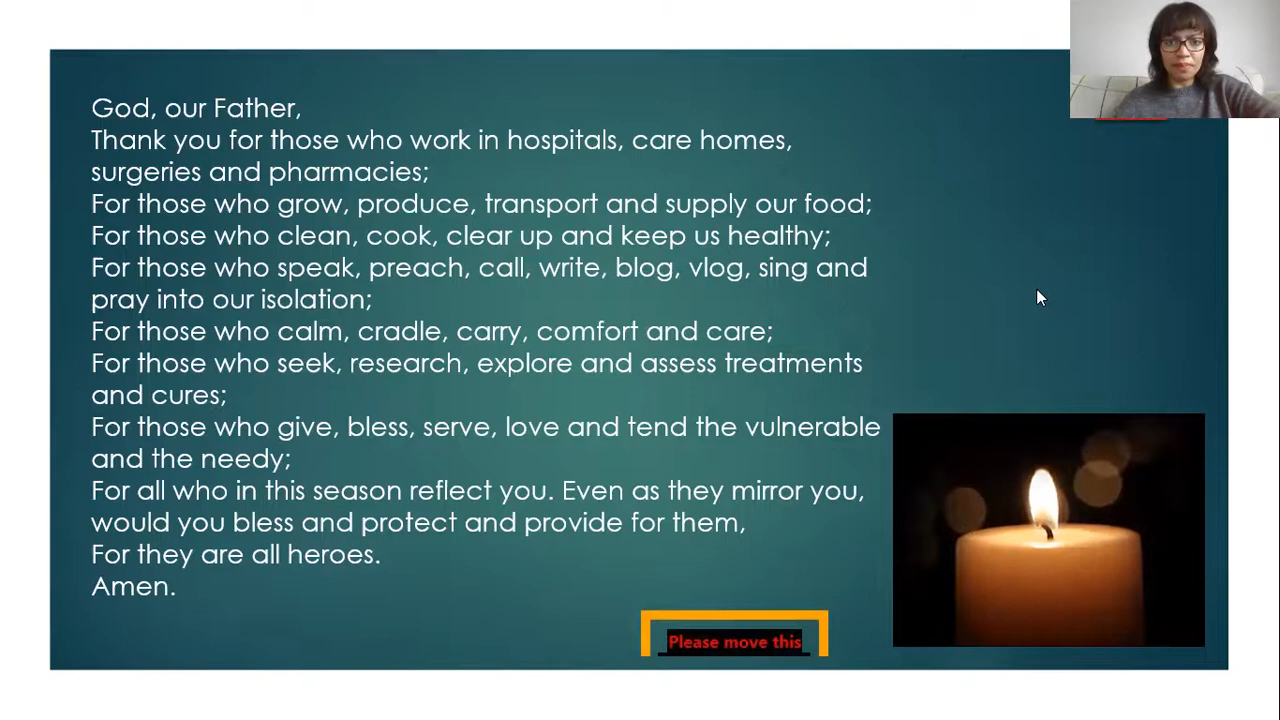 God, our Father,
Thank you for those who work in hospitals, care homes,
surgeries and pharmacies;
For those who grow, produce, transport and supply our food;
For those who clean, cook, clear up and keep us healthy;
For those who speak, preach, call, write, blog, vlog, sing and
pray into our isolation;
For those who calm, cradle, carry, comfort and care;
For those who seek, research, explore and assess treatments
and cures;
For those who give, bless, serve, love and tend the vulnerable
and the needy;
For all who in this season reflect you. Even as they mirror you,
would you bless and protect and provide for them,
For they are all heroes.
Amen.
Please move this